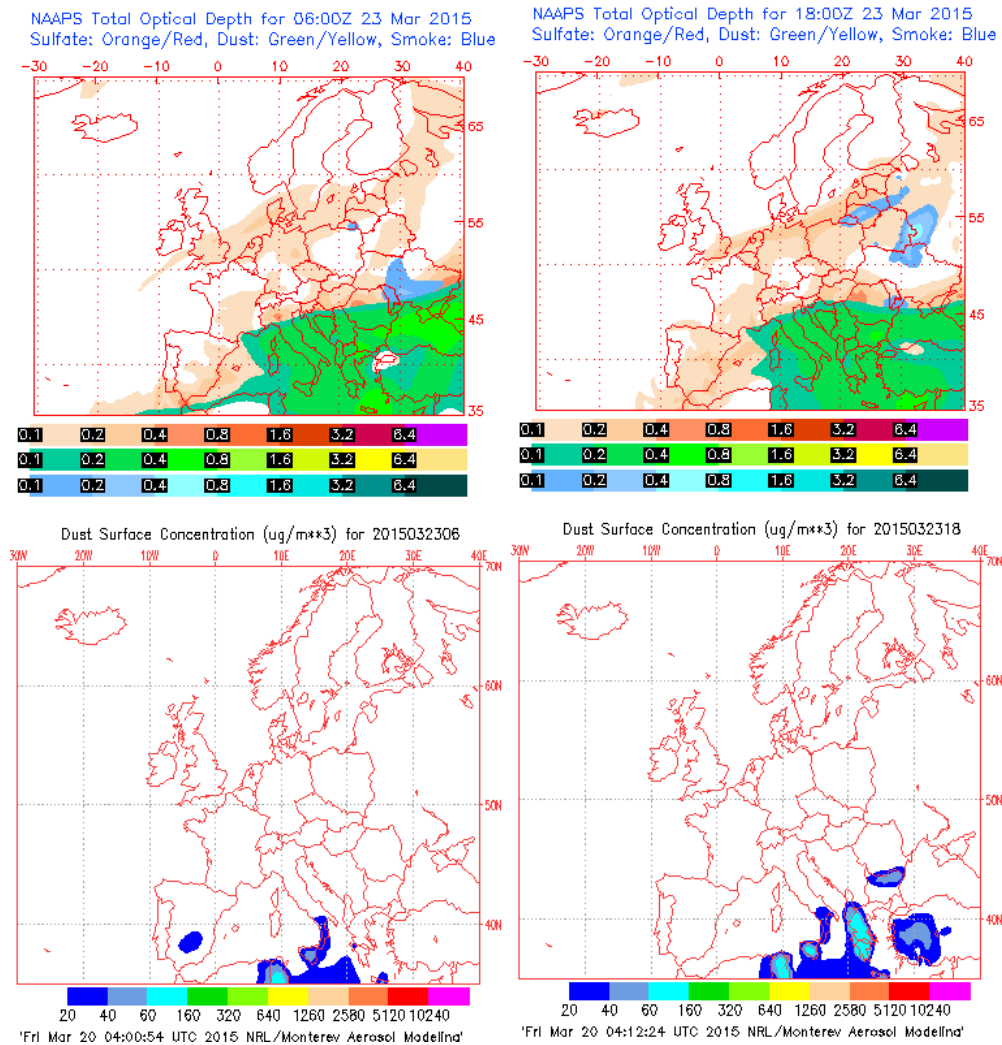 NAAPS Total Optical Depth for 06:00Z 23 Mar 2015
Sulfate: Orange/Red, Dust: Green/Yellow, Smoke: Blue
-30 -20 -10 0 10 20 30 40
65
55
45
35
0.1 0.2 0.4 0.8 1.6 3.2 6.4
0.1 0.2 0.4 0.8 1.6 3.2 6.4
0.1 0.2 0.4 0.8 1.6 3.2 6.4
NAAPS Total Optical Depth for 18:00Z 23 Mar 2015
Sulfate: Orange/Red, Dust: Green/Yellow, Smoke: Blue
-30 -20 -10 0 10 20 30 40
65
55
45
35
0.1 0.2 0.4 0.8 1.6 3.2 6.4
0.1 0.2 0.4 0.8 1.6 3.2 6.4
0.1 0.2 0.4 0.8 1.6 3.2 6.4
Dust Surface Concentration (ug/m**3) for 2015032306
30W 20W 10W 0 10E 20E 30E 40E
70N
60N
50N
40N
20 40 60 160 320 640 1260 2580 5120 10240
'Fri Mar 20 04:00:54 UTC 2015 NRL/Monterey Aerosol Modeling'
Dust Surface Concentration (ug/m**3) for 2015032318
30W 20W 10W 0 10E 20E 30E 40E
70N
60N
50N
40N
20 40 60 160 320 640 1260 2580 5120 10240
'Fri Mar 20 04:12:24 UTC 2015 NRL/Monterey Aerosol Modeling'